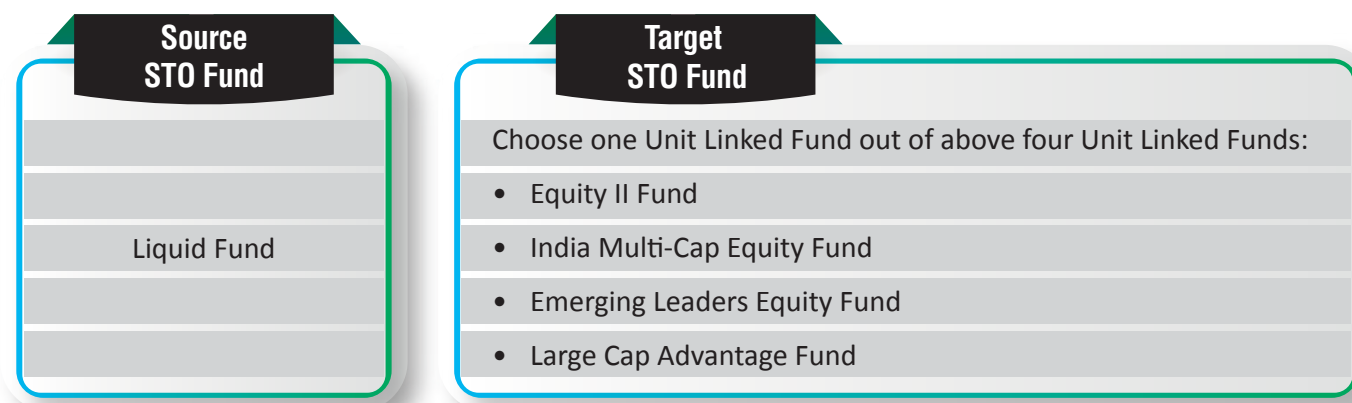 Source
STO Fund
Liquid Fund
Target
STO Fund
Choose one Unit Linked Fund out of above four Unit Linked Funds:
• Equity II Fund
• India Multi-Cap Equity Fund
• Emerging Leaders Equity Fund
• Large Cap Advantage Fund